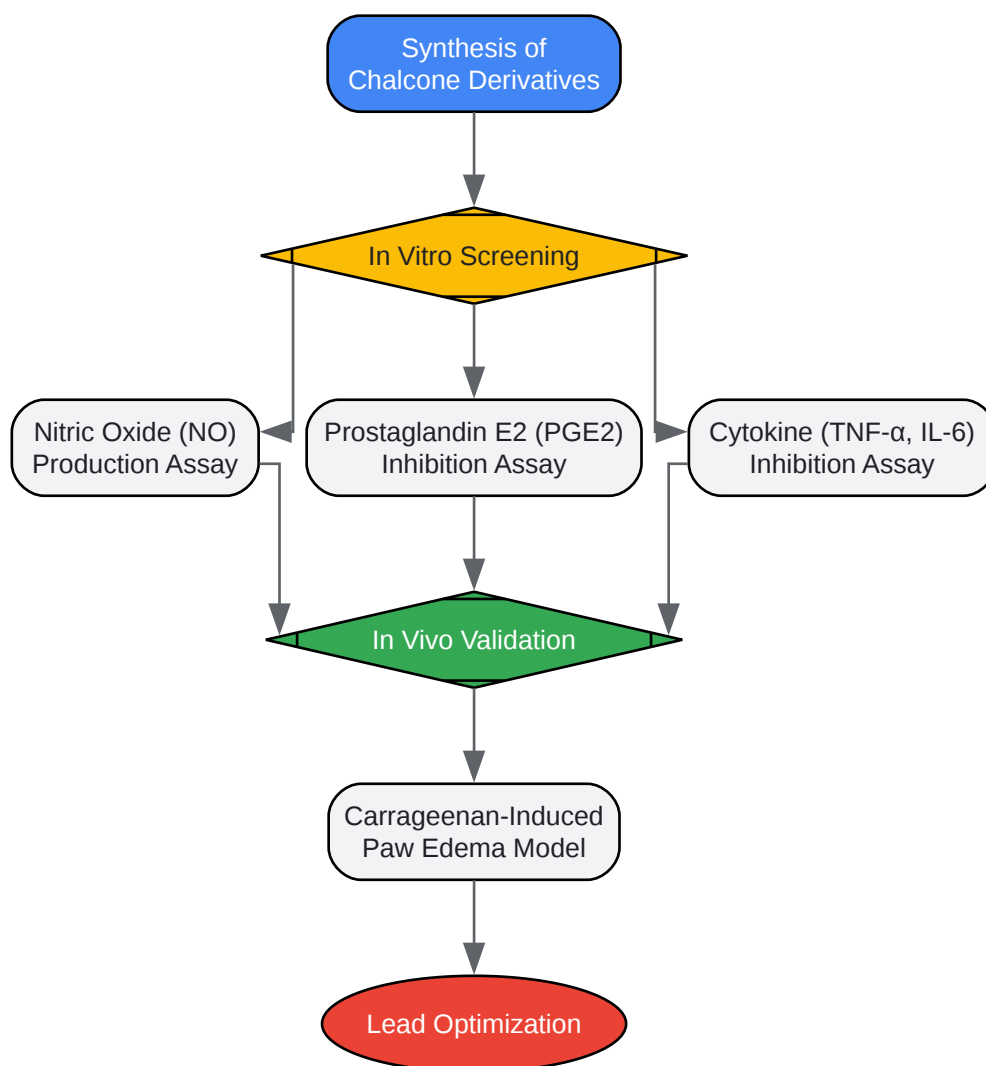 Synthesis of
Chalcone Derivatives
In Vitro Screening
Nitric Oxide (NO)
Production Assay
Prostaglandin E2 (PGE2)
Inhibition Assay
Cytokine (TNF-α, IL-6)
Inhibition Assay
In Vivo Validation
Carrageenan-Induced
Paw Edema Model
Lead Optimization